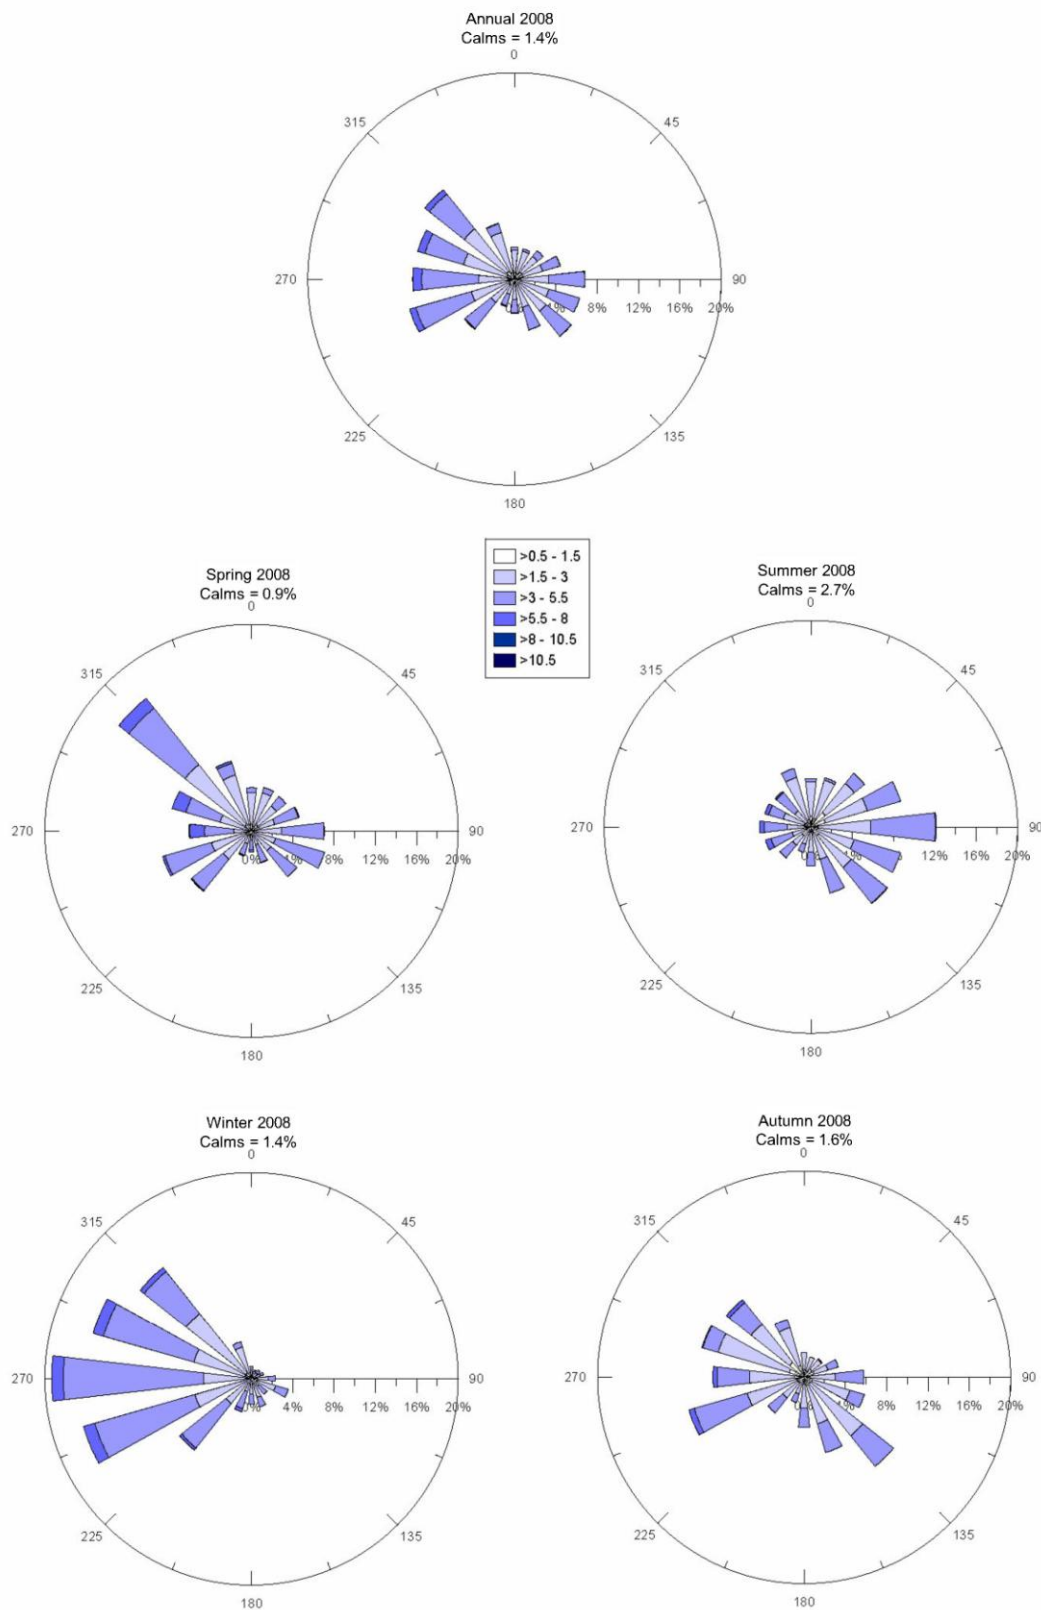 Annual 2008
Calms = 1.4%
0
315 45
270 90
8% 12% 16% 20%
225 135
180
>0.5 - 1.5
>1.5 - 3
>3 - 5.5
>5.5 - 8
>8 - 10.5
>10.5
Spring 2008
Calms = 0.9%
0
315 45
270 90
0% 4% 8% 12% 16% 20%
225 135
180
Summer 2008
Calms = 2.7%
0
315 45
270 90
12% 16% 20%
225 135
180
Winter 2008
Calms = 1.4%
0
315 45
270 90
4% 8% 12% 16% 20%
225 135
180
Autumn 2008
Calms = 1.6%
0
315 45
270 90
8% 12% 16% 20%
225 135
180